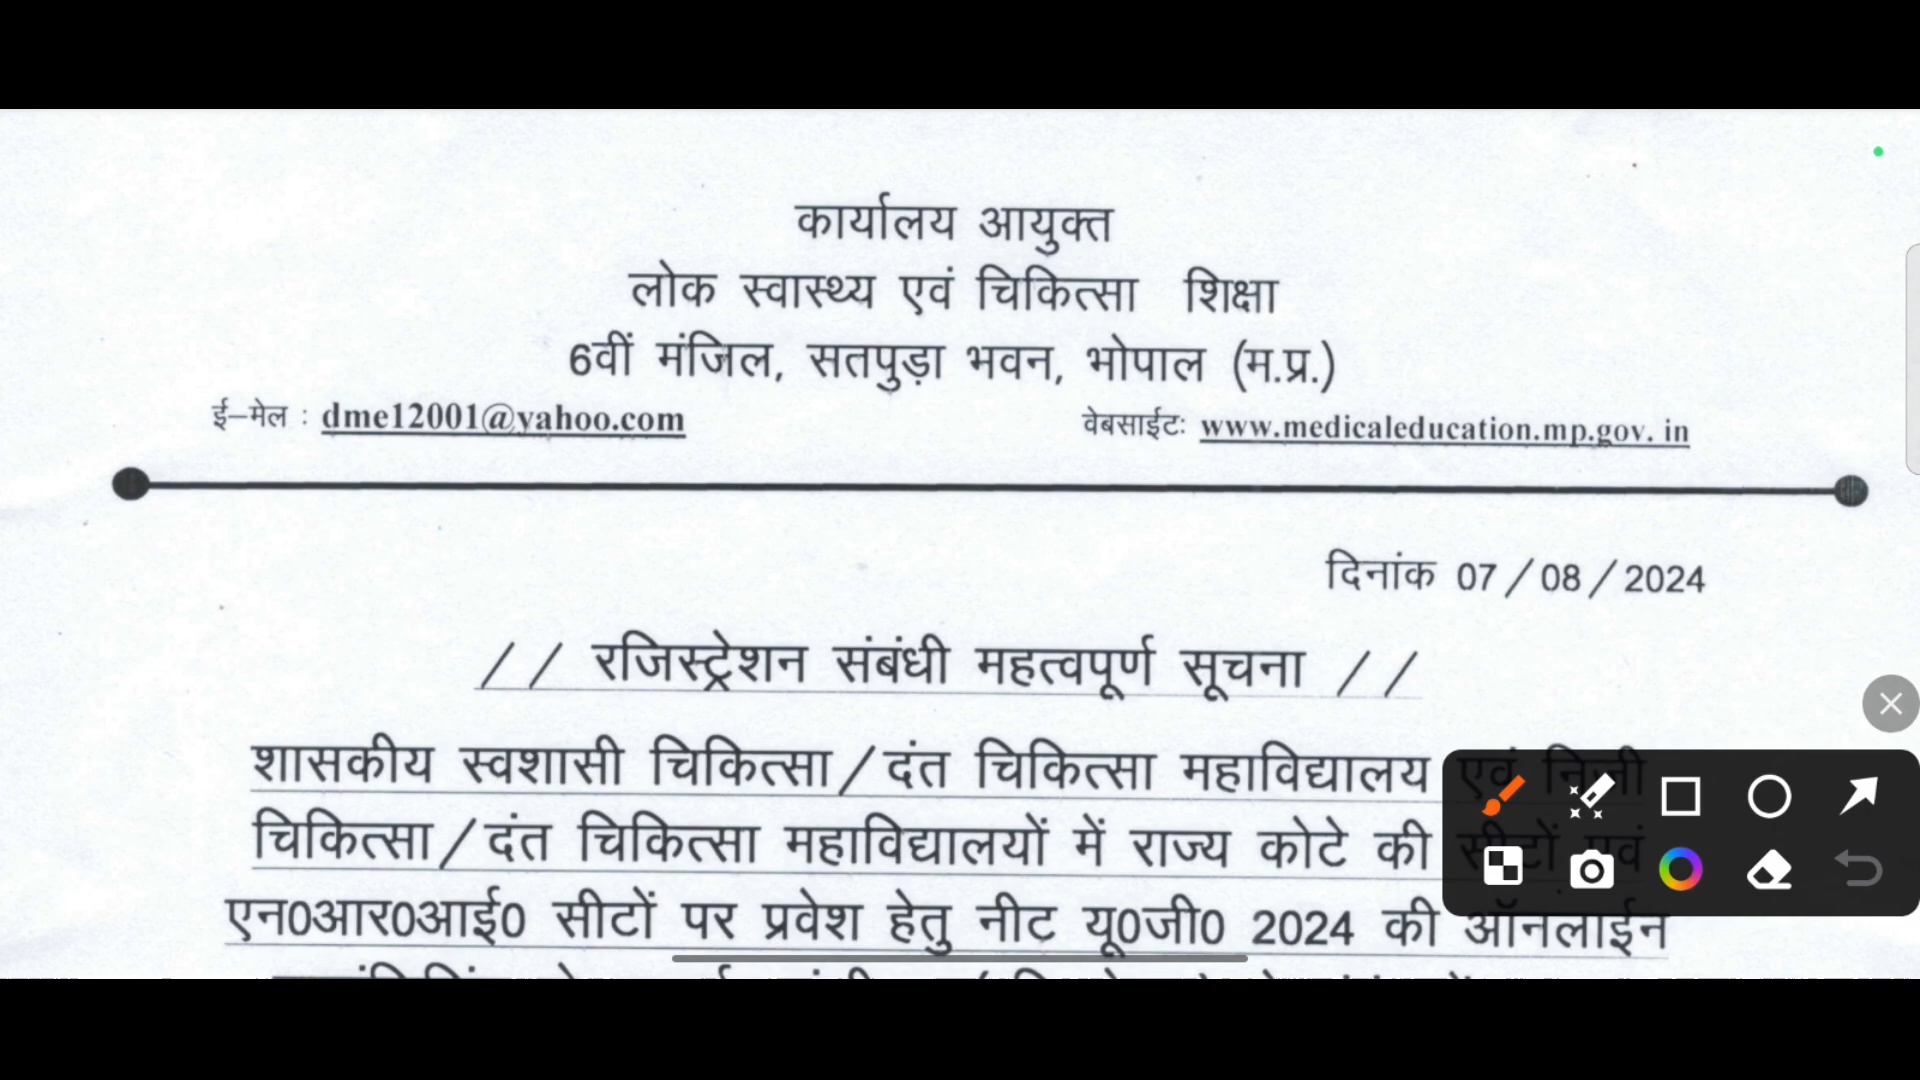 कार्यालय आयुक्त
लोक स्वास्थ्य एवं चिकित्सा शिक्षा
6वीं मंजिल, सतपुड़ा भवन, भोपाल (म.प्र.)
ई–मेल : dme12001@yahoo.com वेबसाईटः www.medicaleducation.mp.gov. in
दिनांक 07/08/2024
// रजिस्ट्रेशन संबंधी महत्वपूर्ण सूचना //
शासकीय स्वशासी चिकित्सा/दंत चिकित्सा महाविद्यालय एवं निजी
चिकित्सा/दंत चिकित्सा महाविद्यालयों में राज्य कोटे की सीटों एवं
एन0आर0आई0 सीटों पर प्रवेश हेतु नीट यू0जी0 2024 की ऑनलाईन